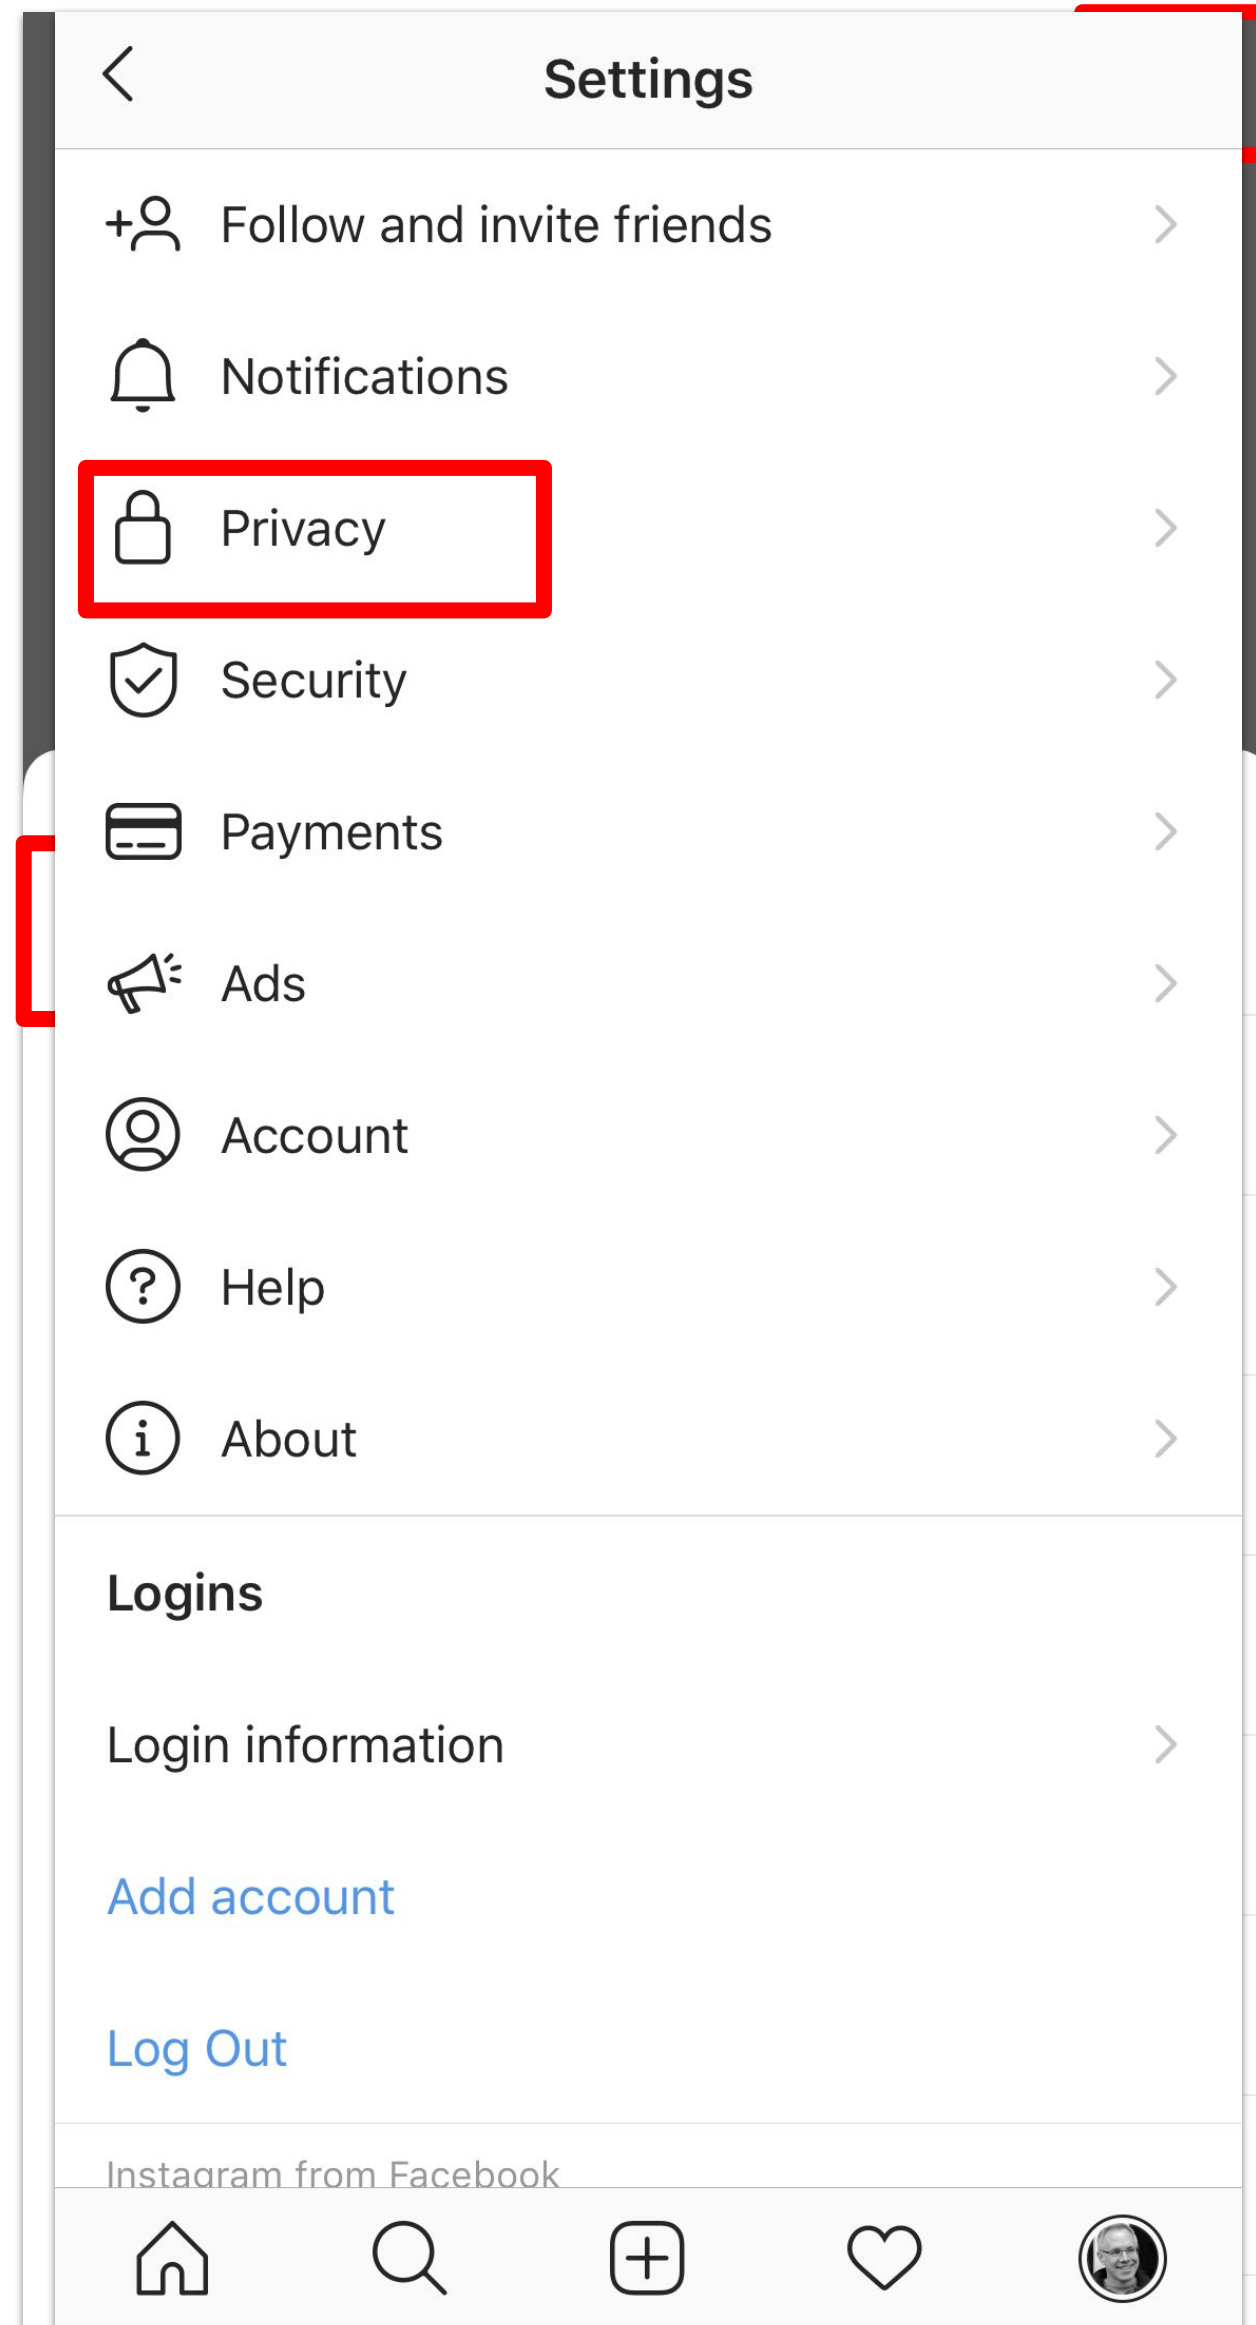 Settings
Follow and invite friends
Notifications
Privacy
Security
Payments
Ads
Account
Help
About
Logins
Login information
Add account
Log Out
Instagram from Facebook